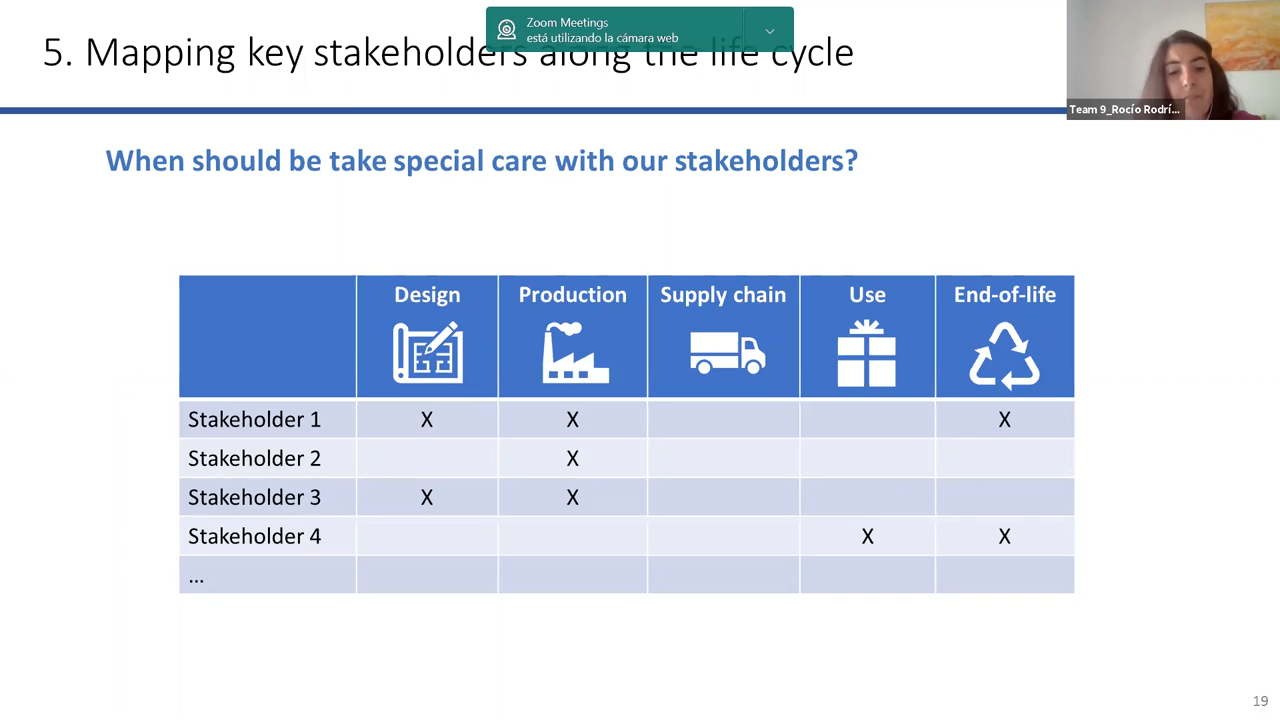 Zoom Meetings
está utilizando la cámara web
5. Mapping key stakeholders along the life cycle
Team 9_Rocío Rodrí...
When should be take special care with our stakeholders?
Design Production Supply chain Use End-of-life
Stakeholder 1 X X X
Stakeholder 2 X
Stakeholder 3 X X
Stakeholder 4 X X
...
19